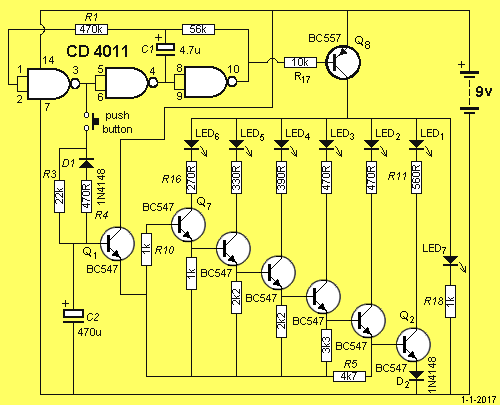 R1
470k
56k
CD 4011
C1
4.7u
14
1
2
3
7
5
6
4
8
9
10
BC557
Q8
10k
R17
9v
push
button
LED6
LED5
LED4
LED3
LED2
LED1
D1
1N4148
R3
22k
470R
R4
R16
270R
330R
390R
470R
470R
R11
560R
BC547
Q7
Q1
BC547
1k
R10
BC547
BC547
BC547
BC547
BC547
Q2
LED7
1k
2k2
2k2
3k3
R5
4k7
R18
1k
C2
470u
D2
1N4148
1-1-2017